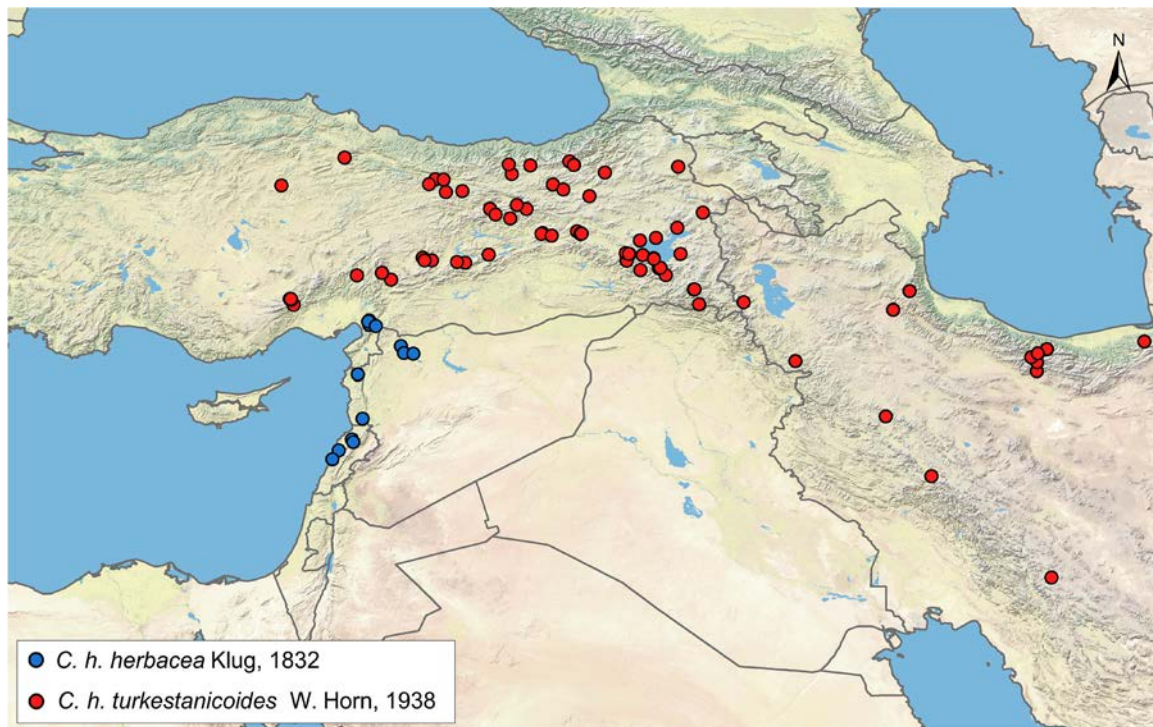 N
C. h. herbacea Klug, 1832
C. h. turkestanicoides W. Horn, 1938